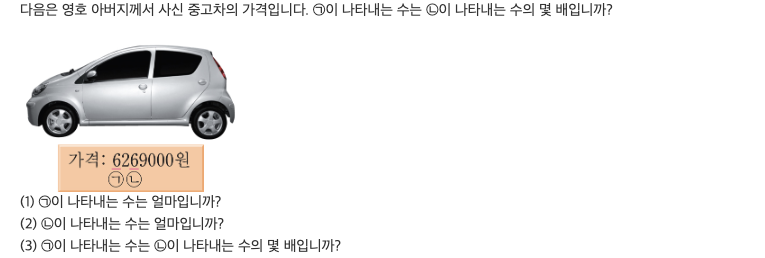 다음은 영호 아버지께서 사신 중고차의 가격입니다. ㉠이 나타내는 수는 ㉡이 나타내는 수의 몇 배입니까?
가격: 6269000원
㉠㉡
(1) ㉠이 나타내는 수는 얼마입니까?
(2) ㉡이 나타내는 수는 얼마입니까?
(3) ㉠이 나타내는 수는 ㉡이 나타내는 수의 몇 배입니까?